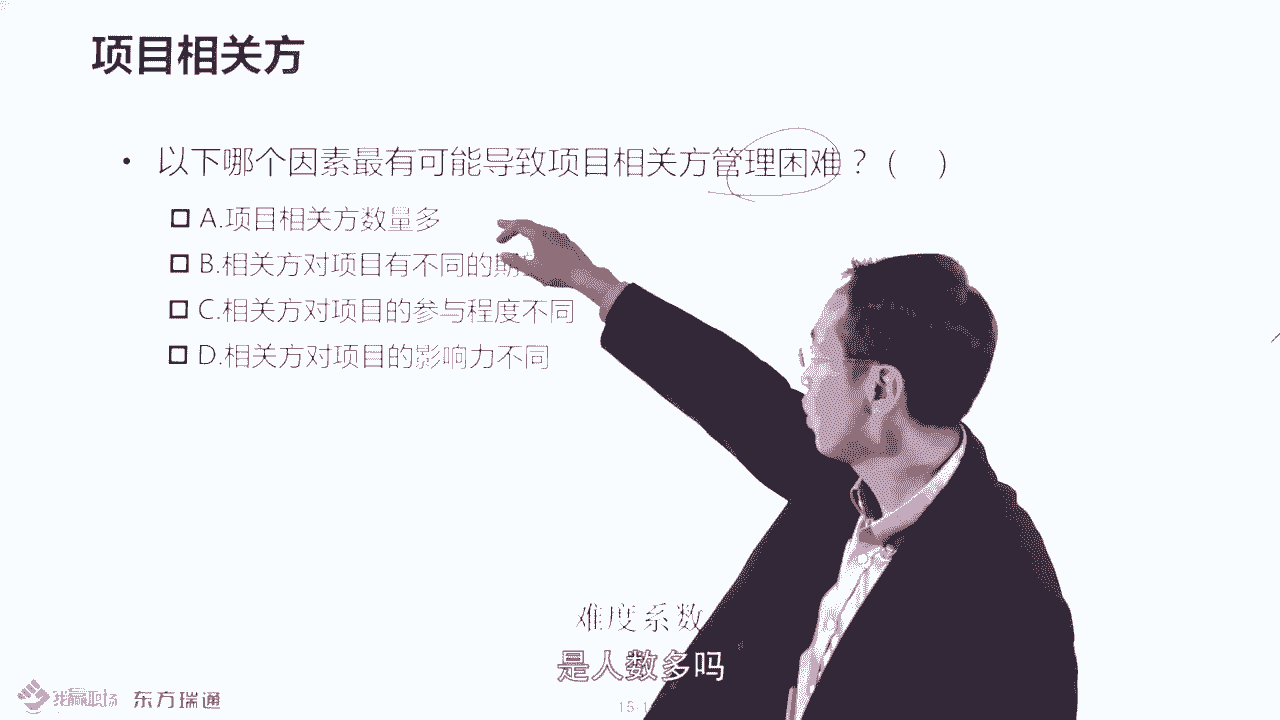 项目相关方
• 以下哪个因素最有可能导致项目相关方管理困难？（ ）
A.项目相关方数量多
B.相关方对项目有不同的期
C.相关方对项目的参与程度不同
D.相关方对项目的影响力不同
难度系数
是人数多吗
东方瑞通